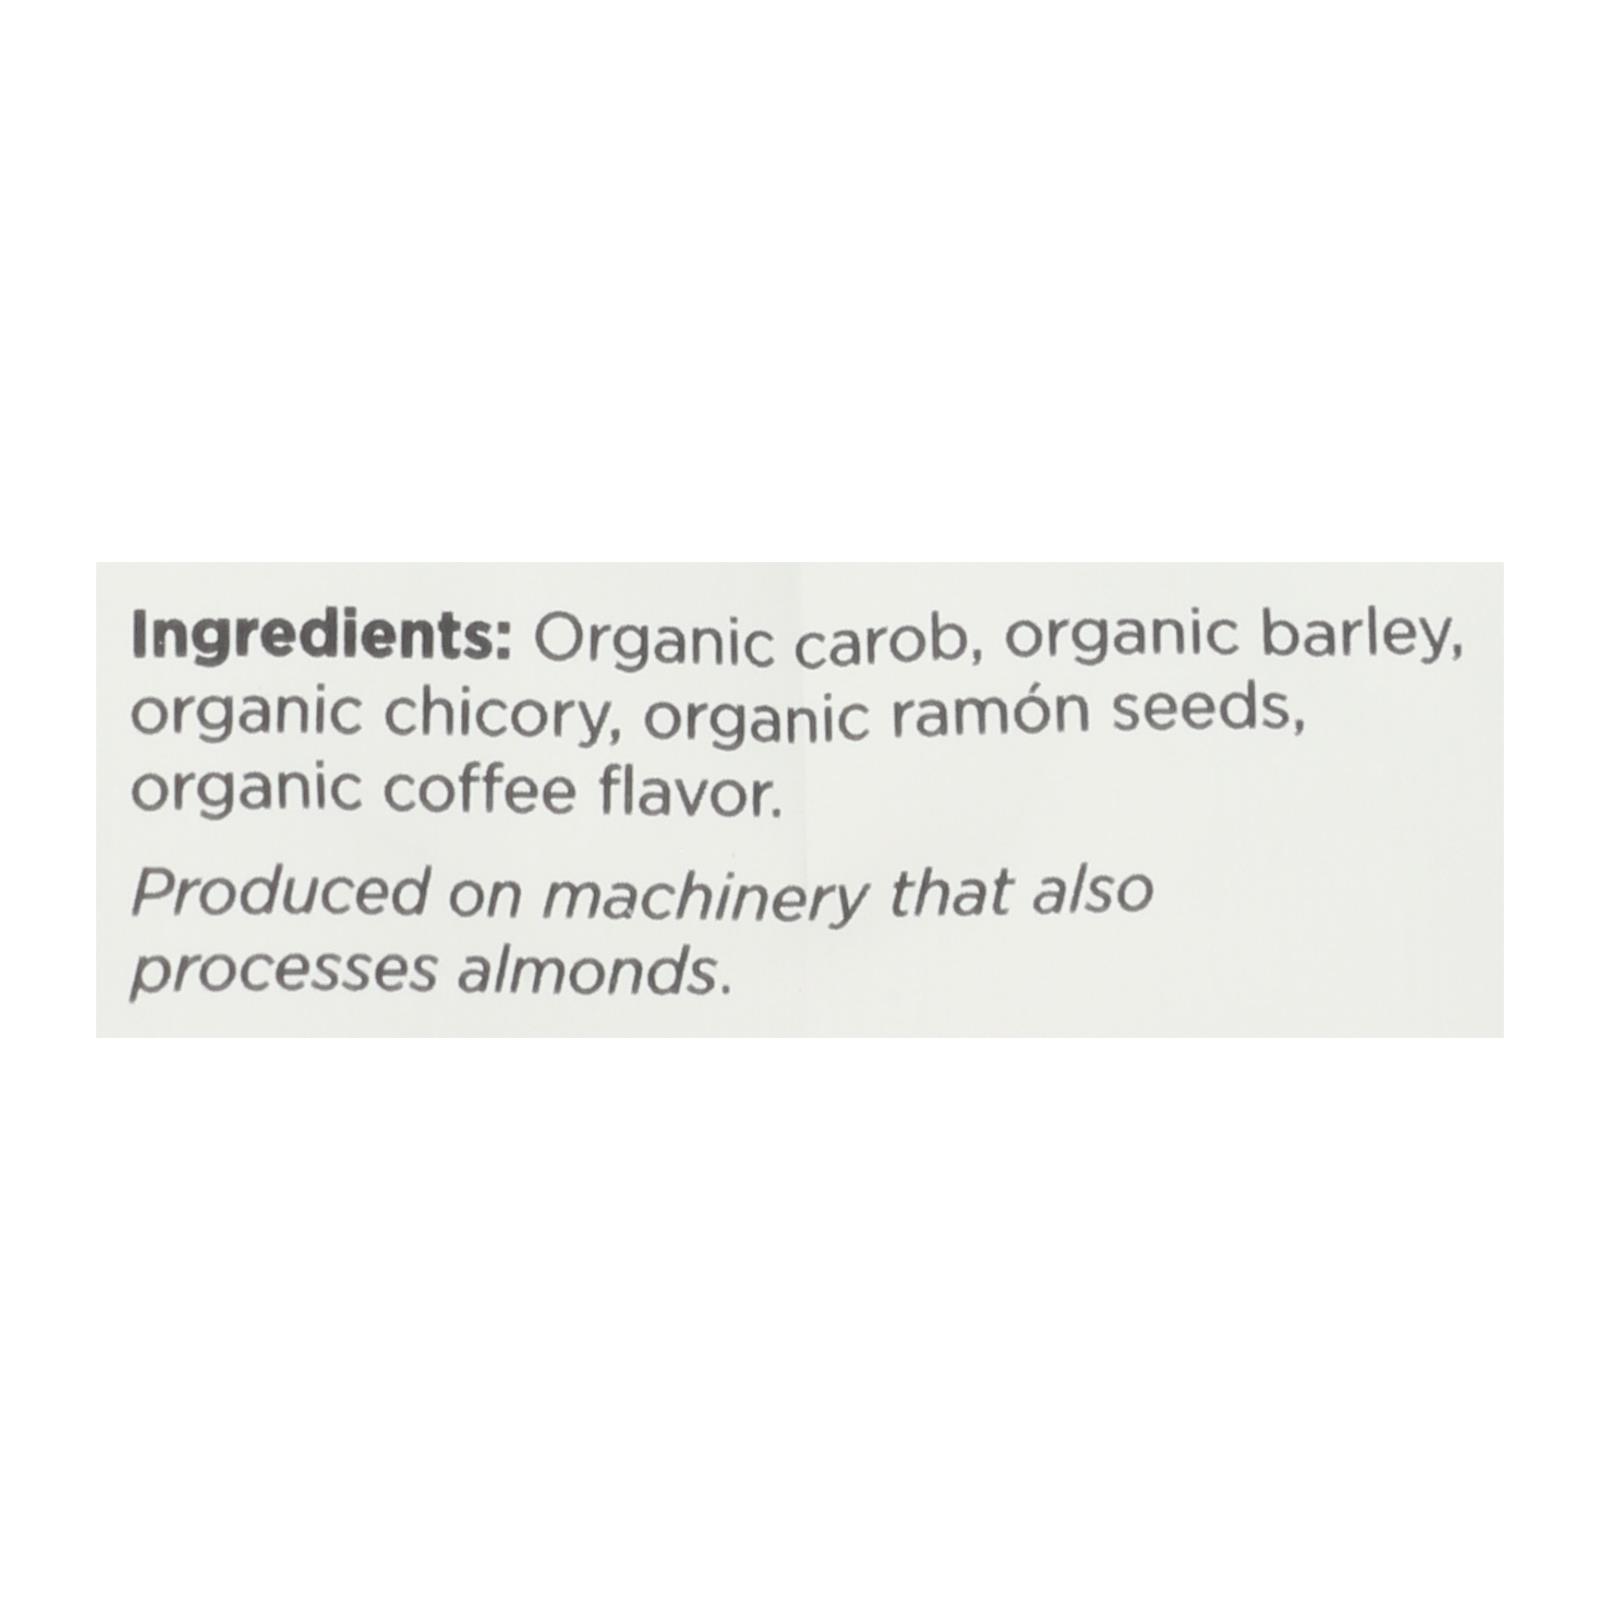 Ingredients: Organic carob, organic barley,
organic chicory, organic ramón seeds,
organic coffee flavor.
Produced on machinery that also
processes almonds.